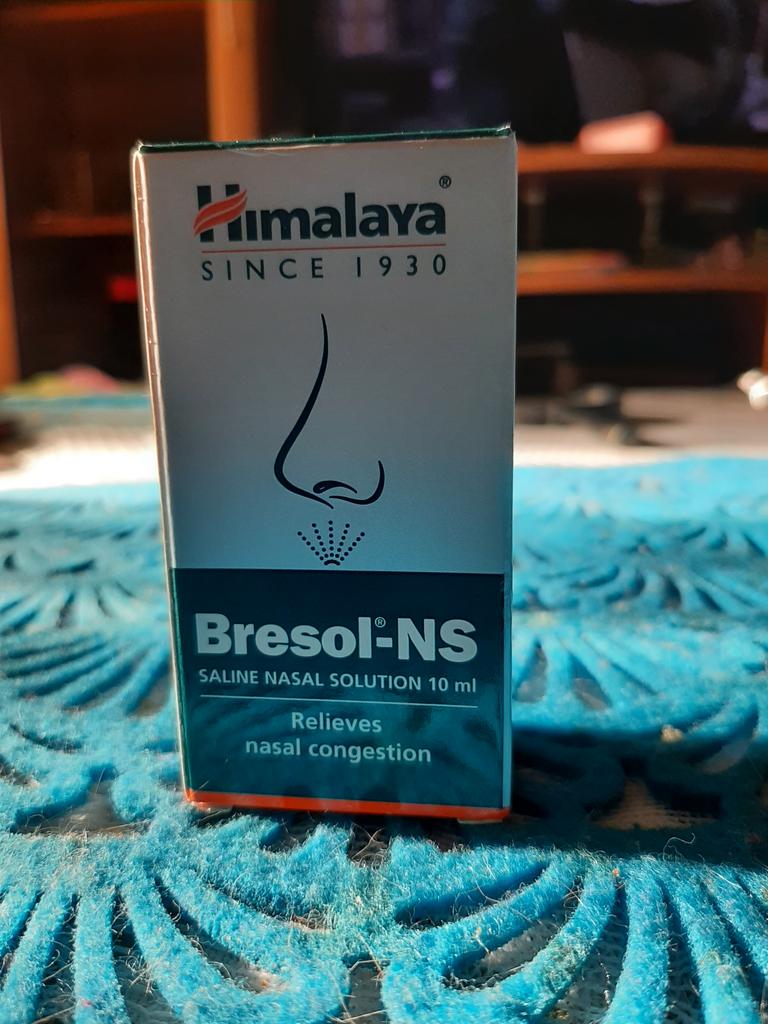 Himalaya®
SINCE 1930
Bresol®-NS
SALINE NASAL SOLUTION 10 ml
Relieves
nasal congestion